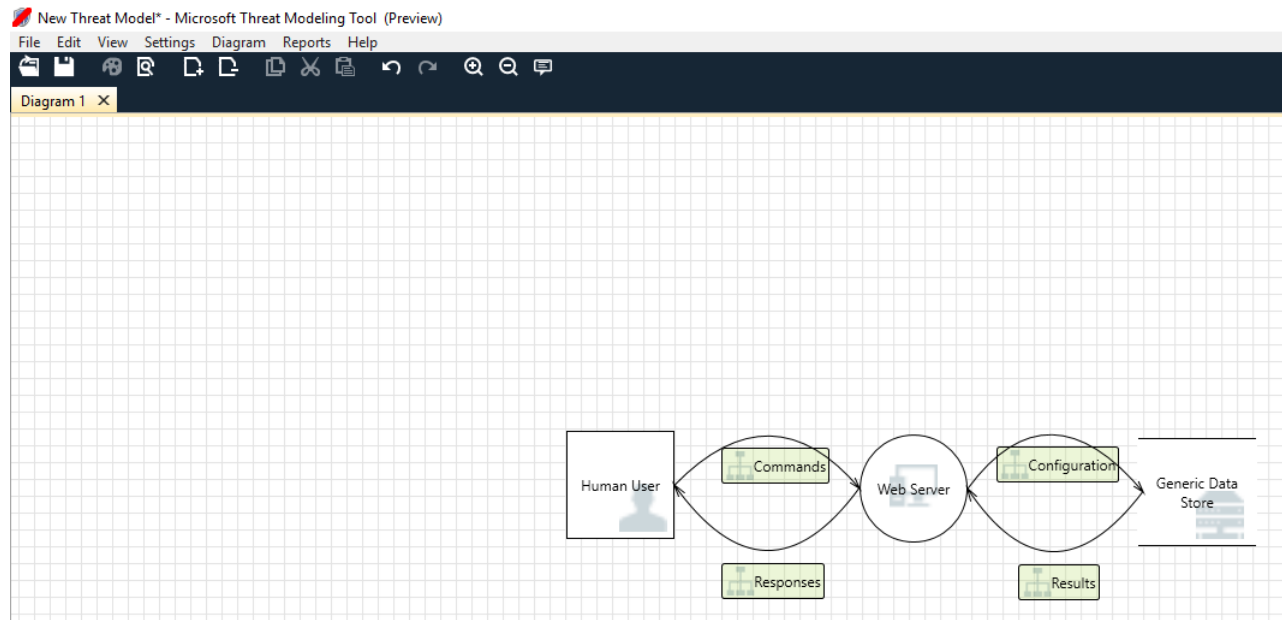 New Threat Model* - Microsoft Threat Modeling Tool (Preview)
File Edit View Settings Diagram Reports Help
Diagram 1
Commands
Configuration
Human User
Web Server
Generic Data
Store
Responses
Results